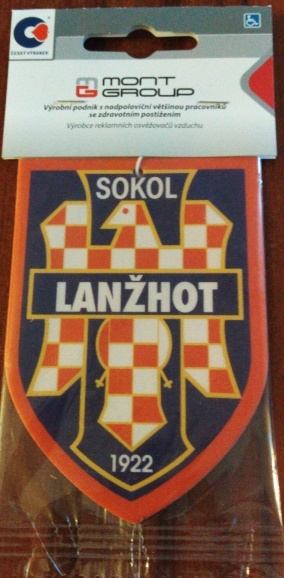 ČESKÝ VÝROBEK
MONT
GROUP
Výrobní podnik s nadpoloviční většinou pracovníků
se zdravotním postižením
Výrobce reklamních osvěžovačů vzduchu
SOKOL
LANŽHOT
1922